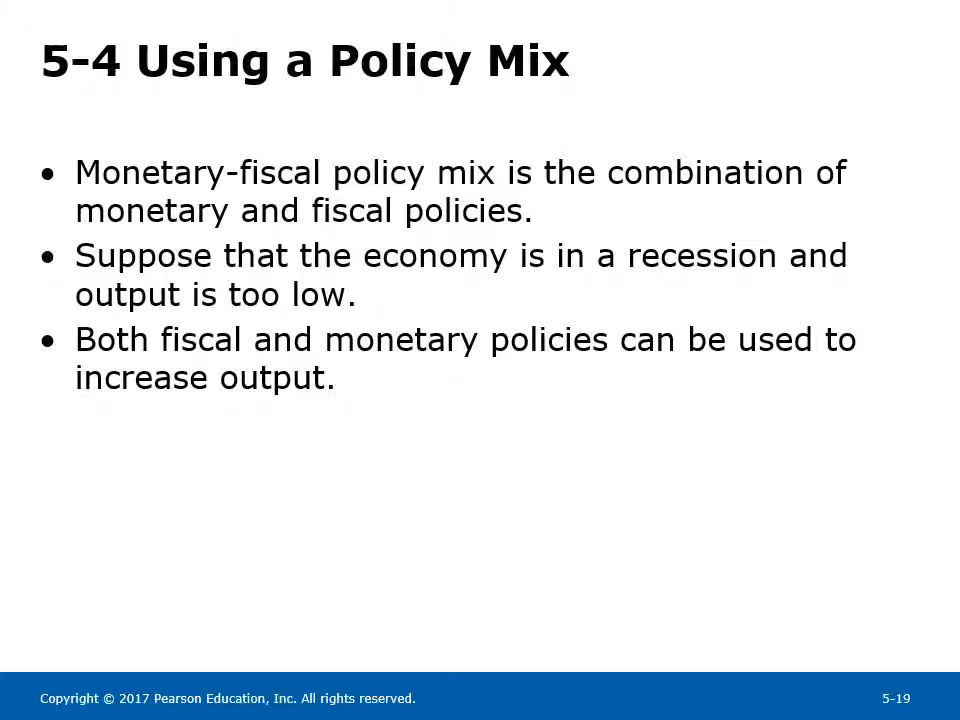 5-4 Using a Policy Mix
• Monetary-fiscal policy mix is the combination of
monetary and fiscal policies.
• Suppose that the economy is in a recession and
output is too low.
• Both fiscal and monetary policies can be used to
increase output.
Copyright © 2017 Pearson Education, Inc. All rights reserved.
5-19